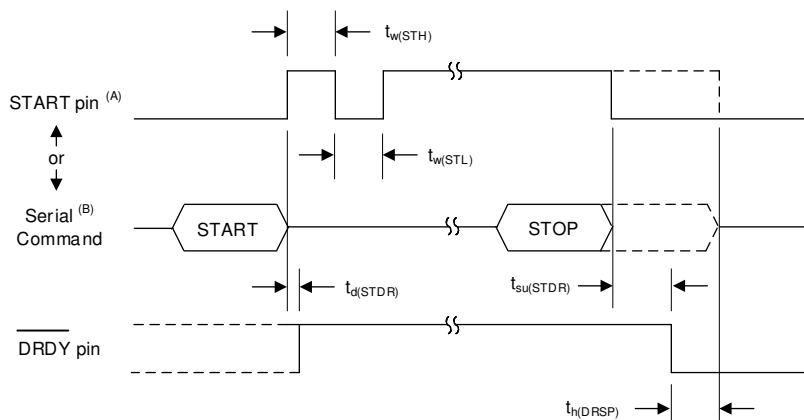 t_w(STH)
START pin (A)
or
t_w(STL)
Serial (B)
Command
START
STOP
t_d(STDR)
t_su(STDR)
DRDY pin
t_h(DRSP)